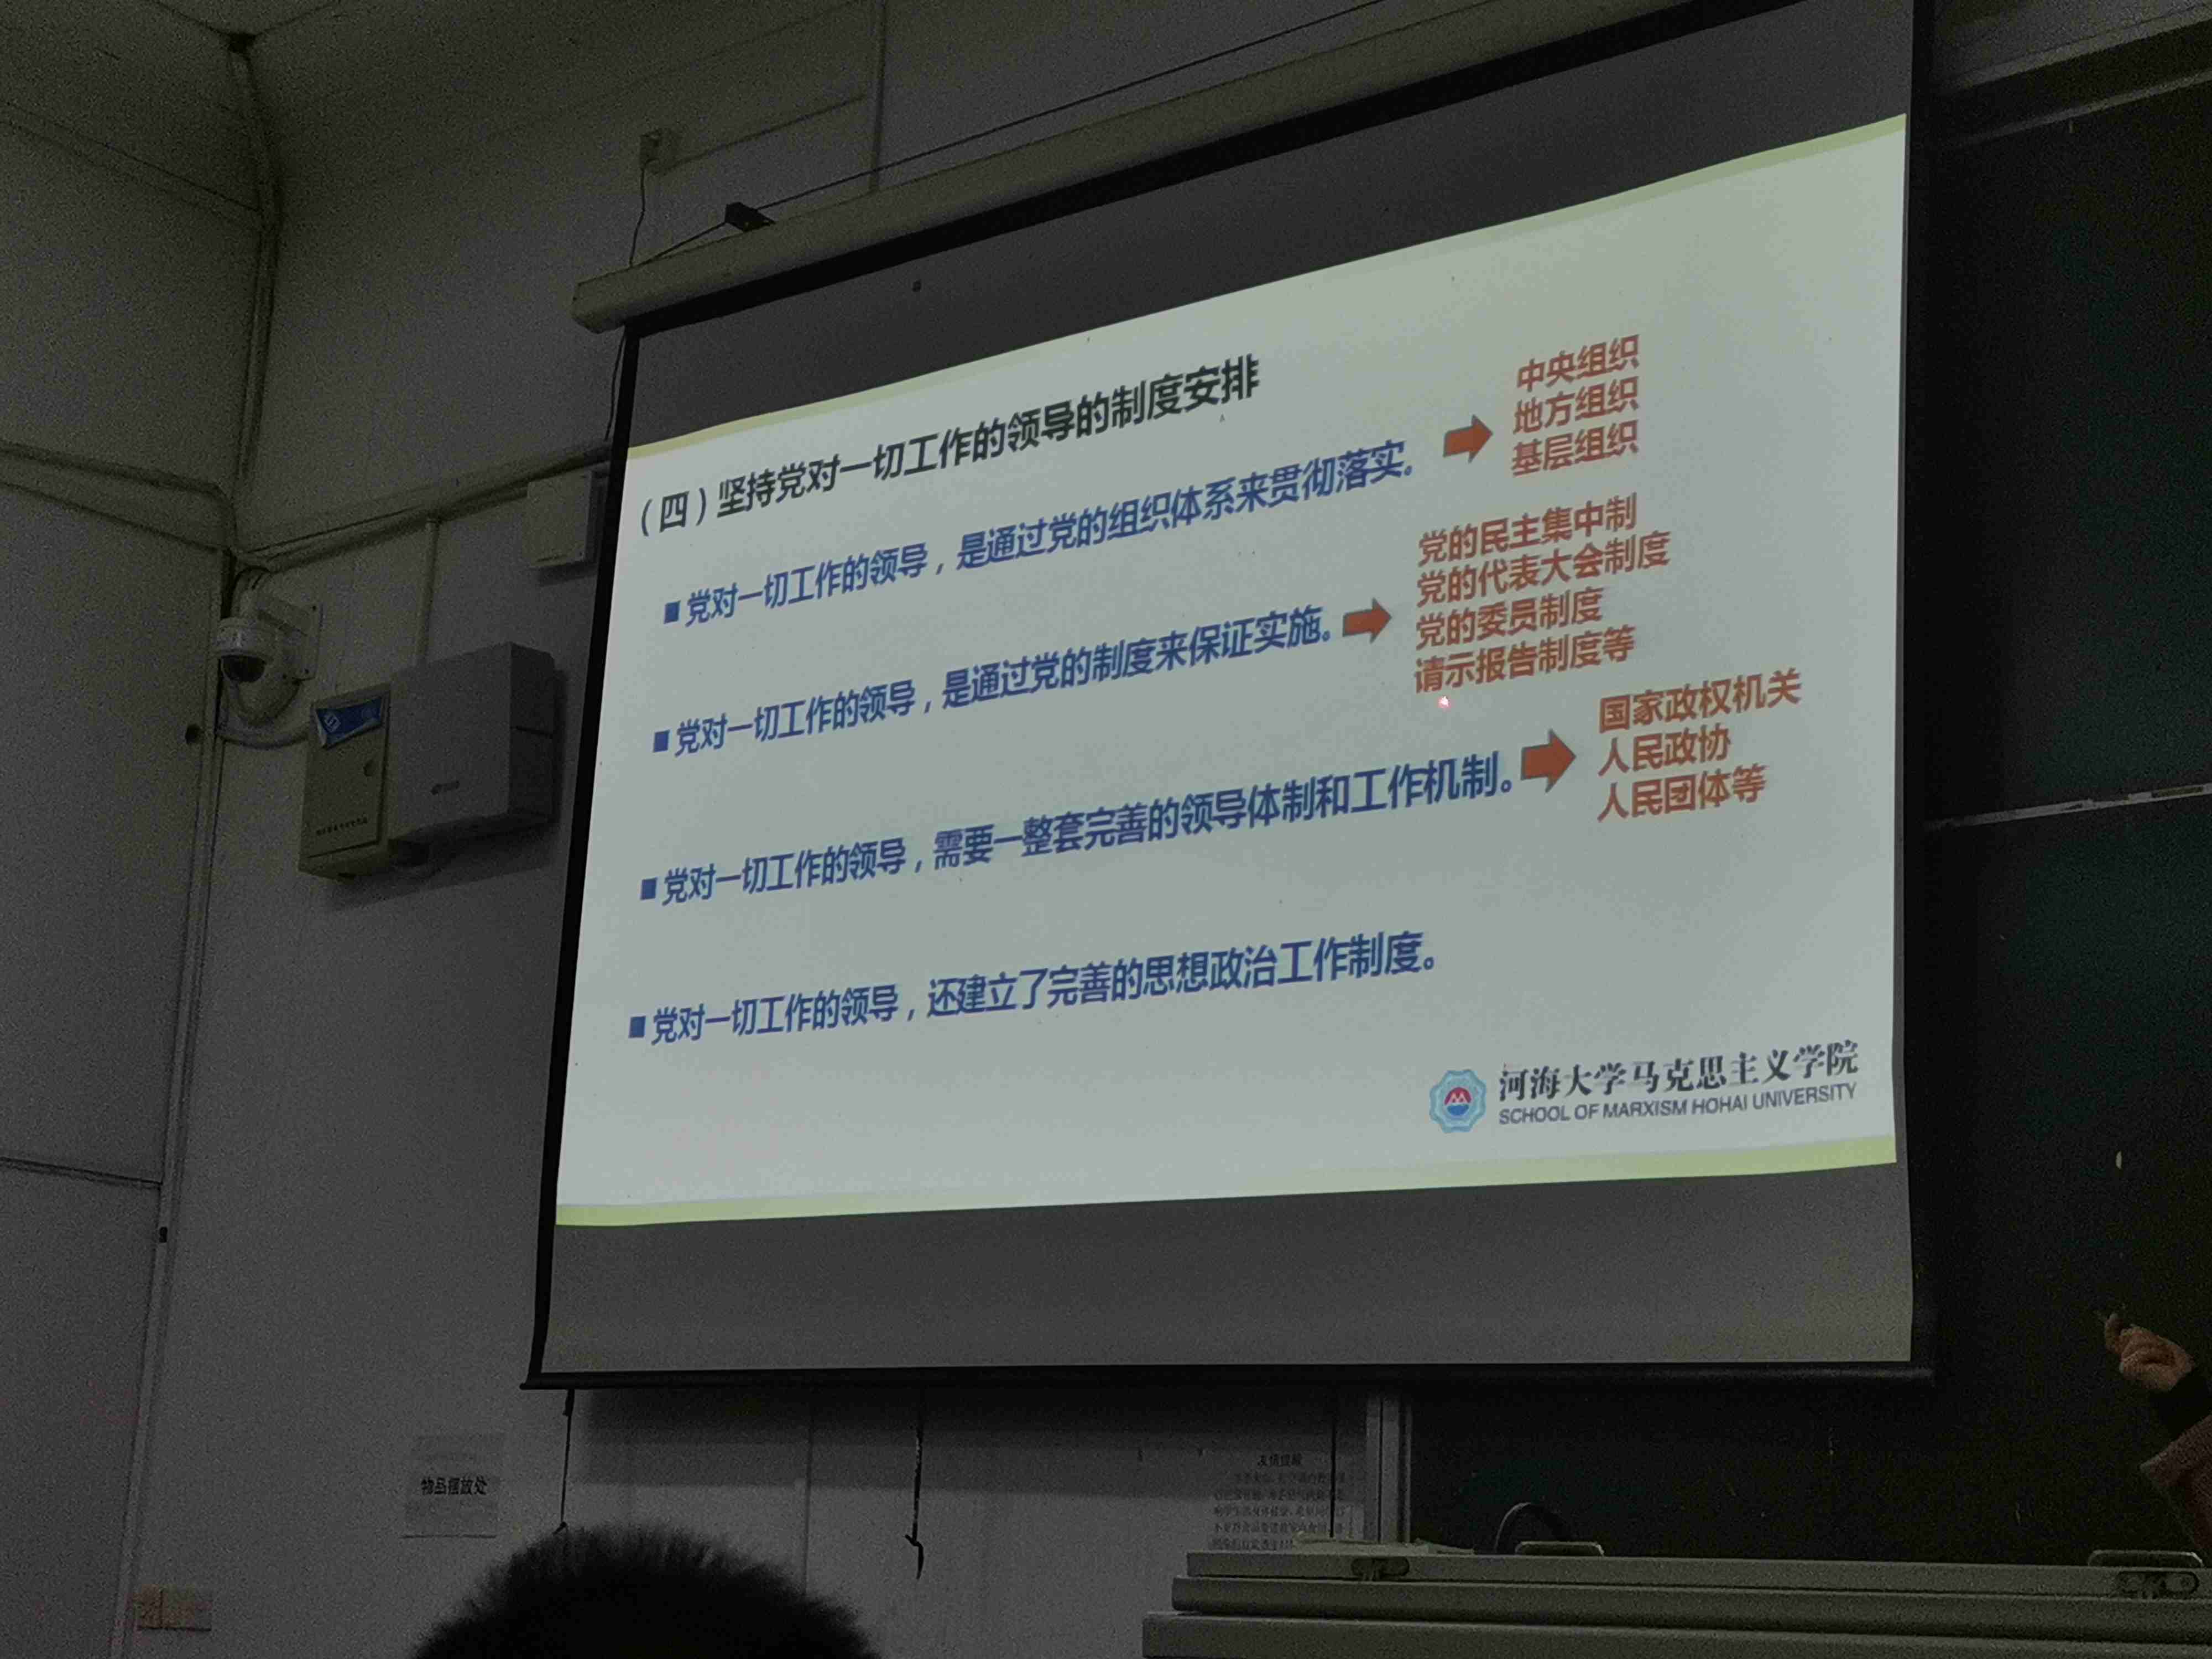 （四）坚持党对一切工作的领导的制度安排
■党对一切工作的领导，是通过党的组织体系来贯彻落实。
中央组织
地方组织
基层组织
■党对一切工作的领导，是通过党的制度来保证实施。
党的民主集中制
党的代表大会制度
党的委员制度
请示报告制度等
■党对一切工作的领导，需要一整套完善的领导体制和工作机制。
国家政权机关
人民政协
人民团体等
■党对一切工作的领导，还建立了完善的思想政治工作制度。
河海大学马克思主义学院
SCHOOL OF MARXISM HOHAI UNIVERSITY
物品摆放处
友情提醒